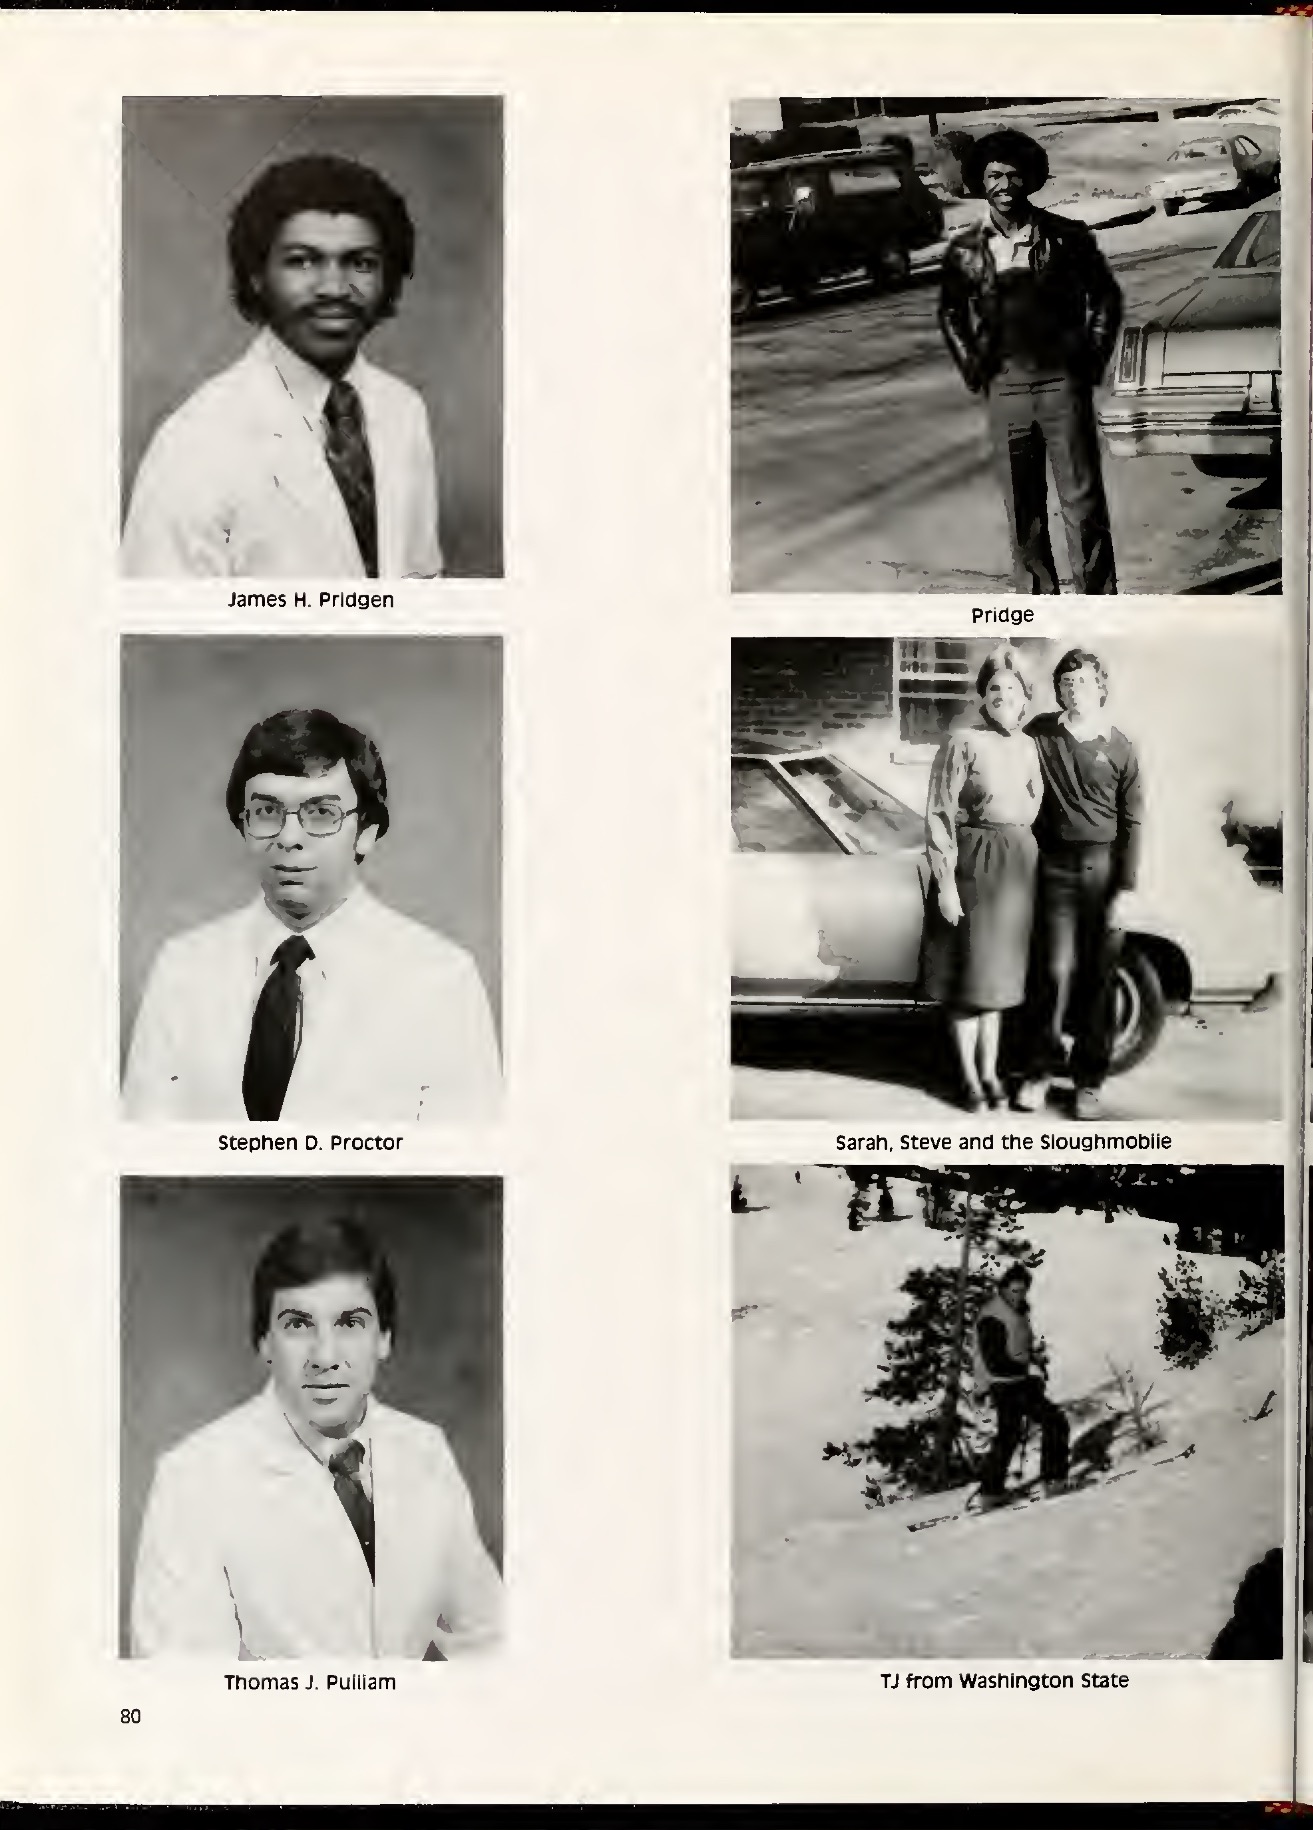 James H. Pridgen
Pridge
Stephen D. Proctor
Sarah, Steve and the Sloughmobile
Thomas J. Pulliam
TJ from Washington State
80